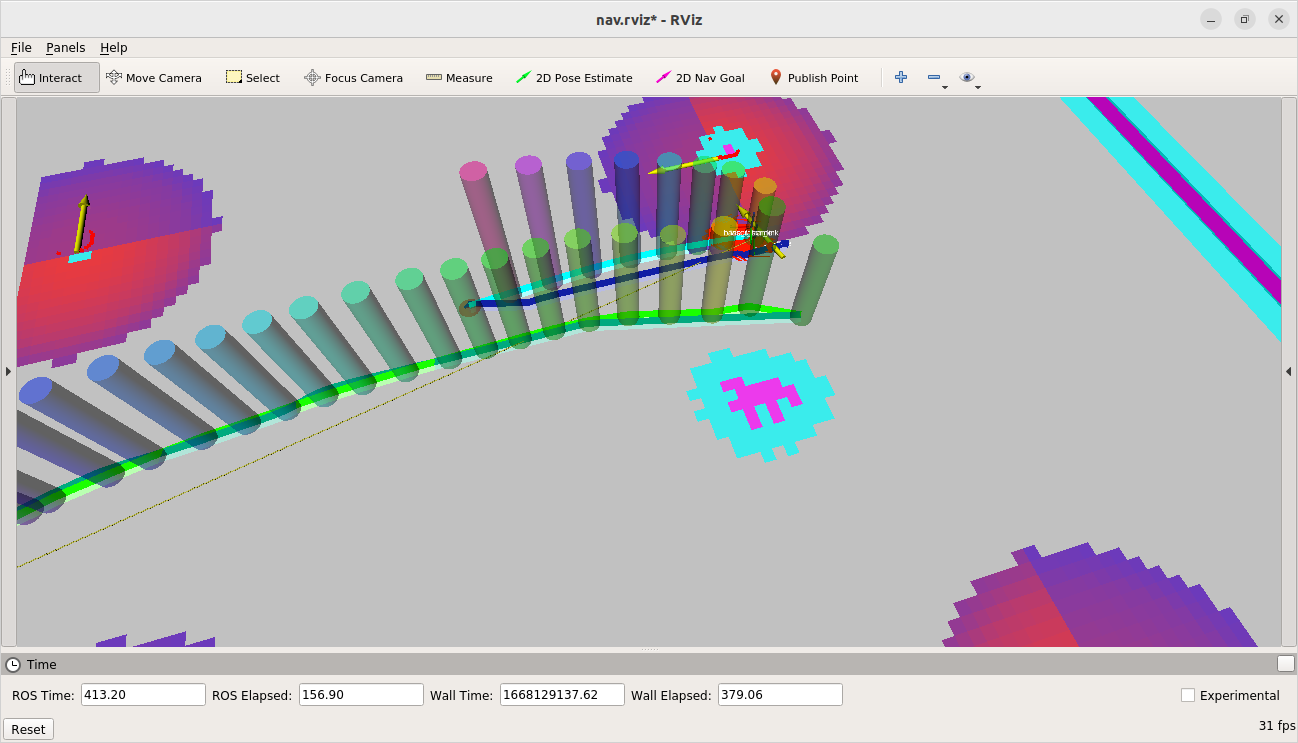 nav.rviz* - RViz
File Panels Help
Interact Move Camera Select Focus Camera Measure 2D Pose Estimate 2D Nav Goal Publish Point
Time
ROS Time: 413.20 ROS Elapsed: 156.90 Wall Time: 1668129137.62 Wall Elapsed: 379.06 Experimental
Reset 31 fps